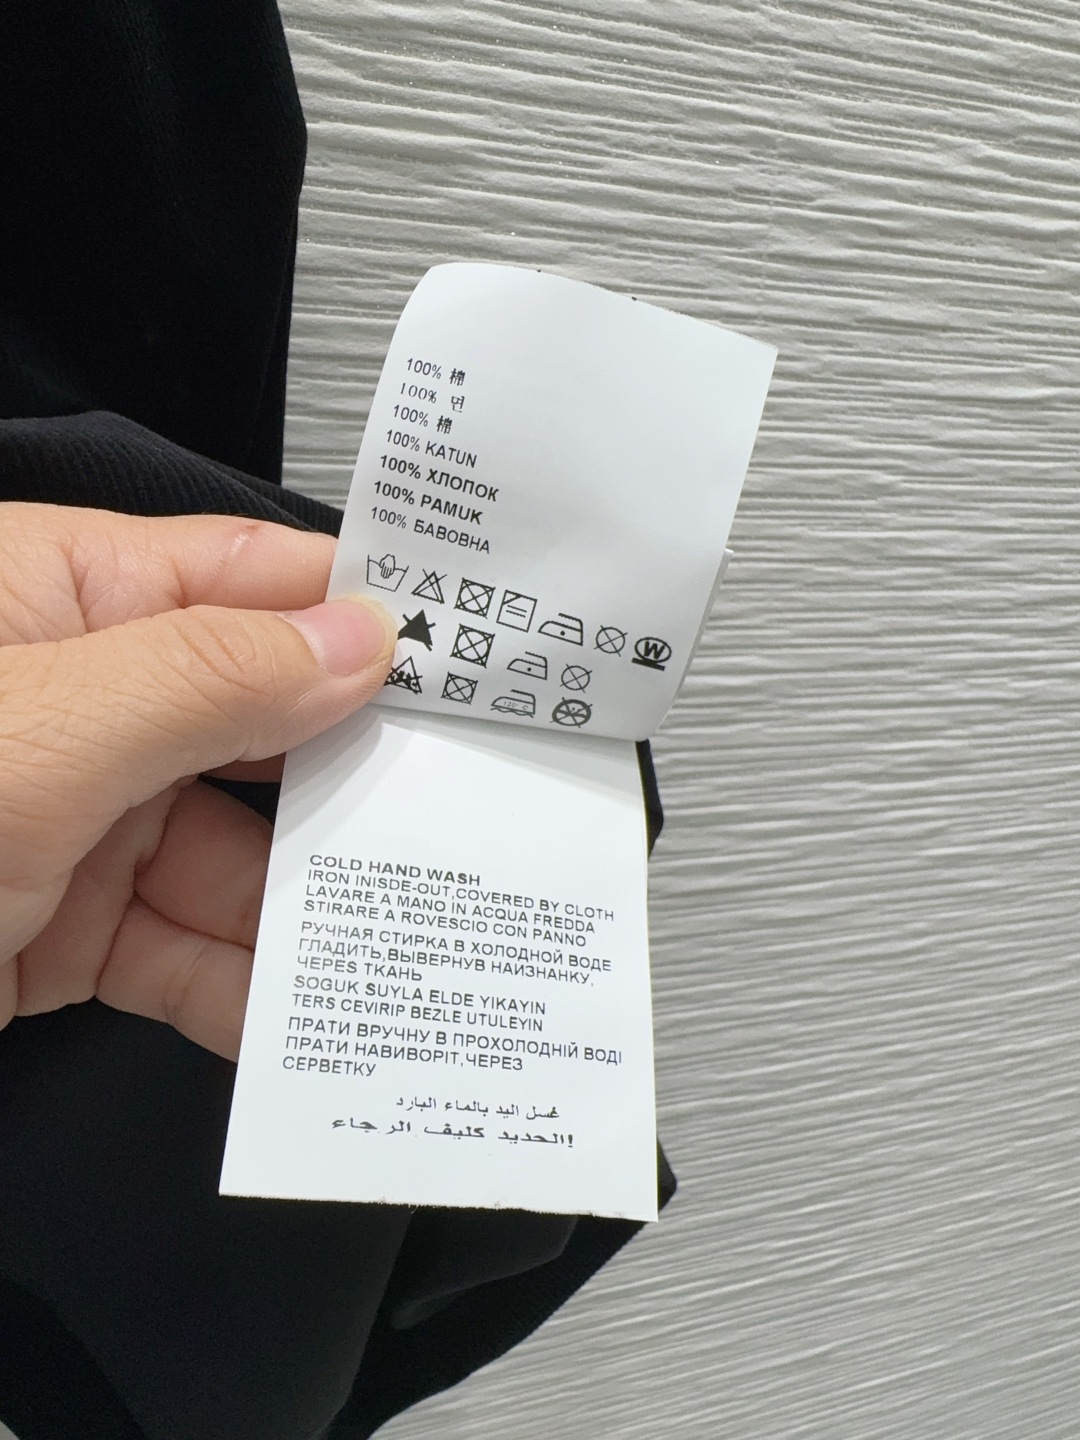 100% 棉
100% 면
100% 棉
100% KATUN
100% ХЛОПОК
100% PAMUK
100% БАВОВНА
W
120°C
COLD HAND WASH
IRON INISDE-OUT,COVERED BY CLOTH
LAVARE A MANO IN ACQUA FREDDA
STIRARE A ROVESCIO CON PANNO
РУЧНАЯ СТИРКА В ХОЛОДНОЙ ВОДЕ
ГЛАДИТЬ,ВЫВЕРНУВ НАИЗНАНКУ,
ЧЕРЕS ТКАНЬ
SOGUK SUYLA ELDE YIKAYIN
TERS CEVIRIP BEZLE UTULEYIN
ПРАТИ ВРУЧНУ В ПРОХОЛОДНІЙ ВОДІ
ПРАТИ НАВИВОРІТ,ЧЕРЕЗ
СЕРВЕТКУ
غسل اليد بالماء البارد
!الحديد كليف الرجاء